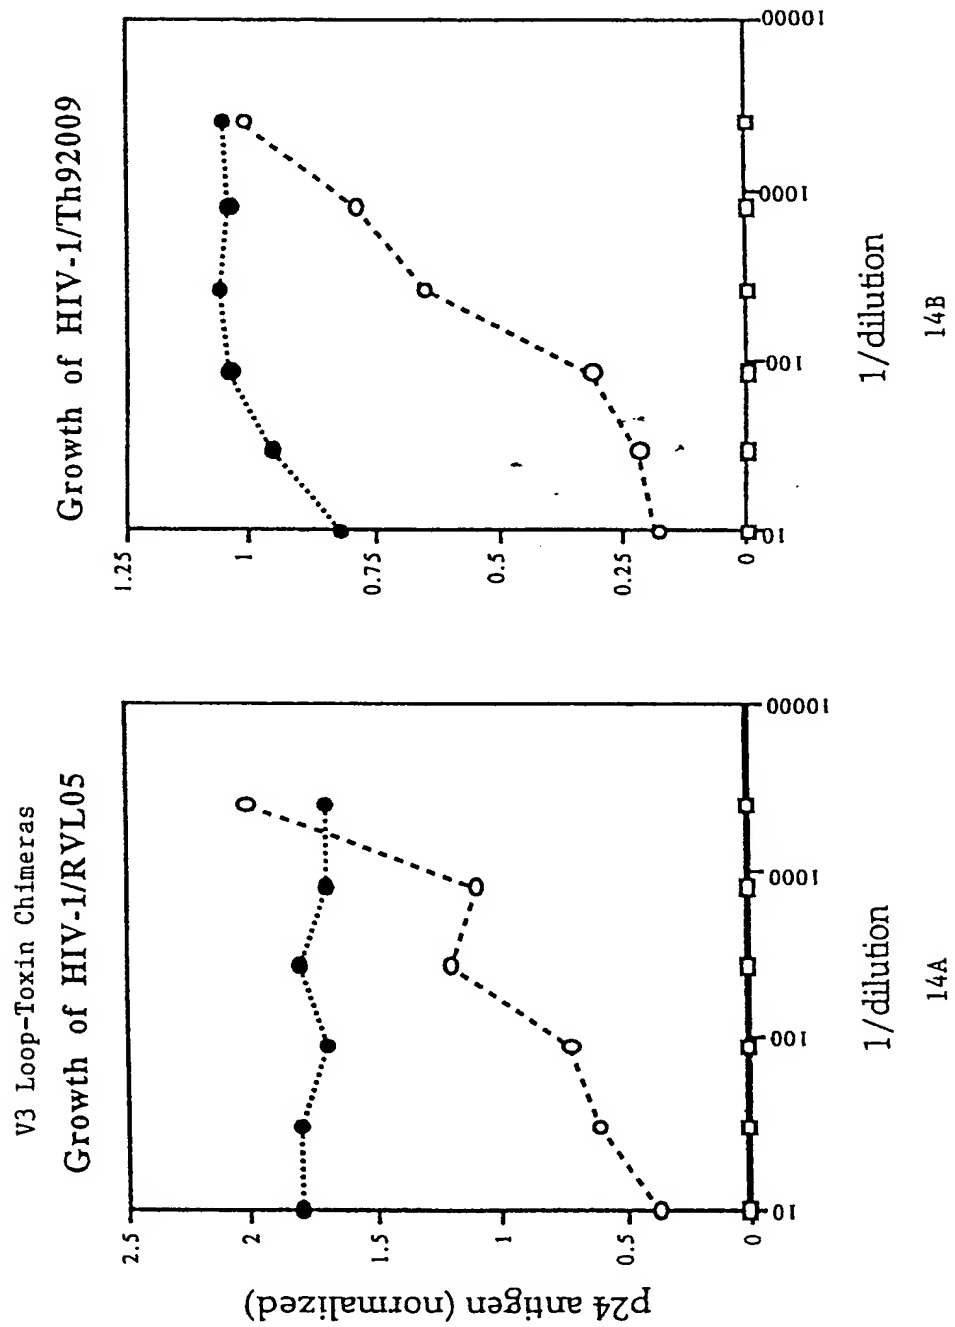 V3 Loop-Toxin Chimeras
Growth of HIV-1/RVL05
p24 antigen (normalized)
2.5
2
1.5
1
0.5
0
10
100
1000
10000
1/dilution
14A
Growth of HIV-1/Th92009
1.25
1
0.75
0.5
0.25
0
10
100
1000
10000
1/dilution
14B